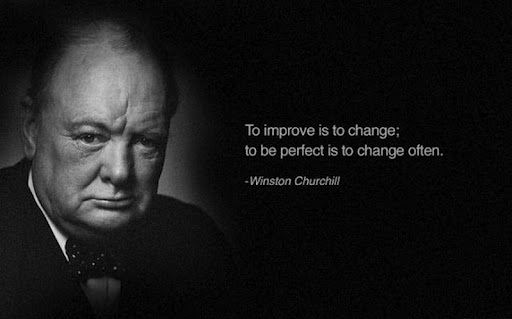 To improve is to change;
to be perfect is to change often.
-Winston Churchill